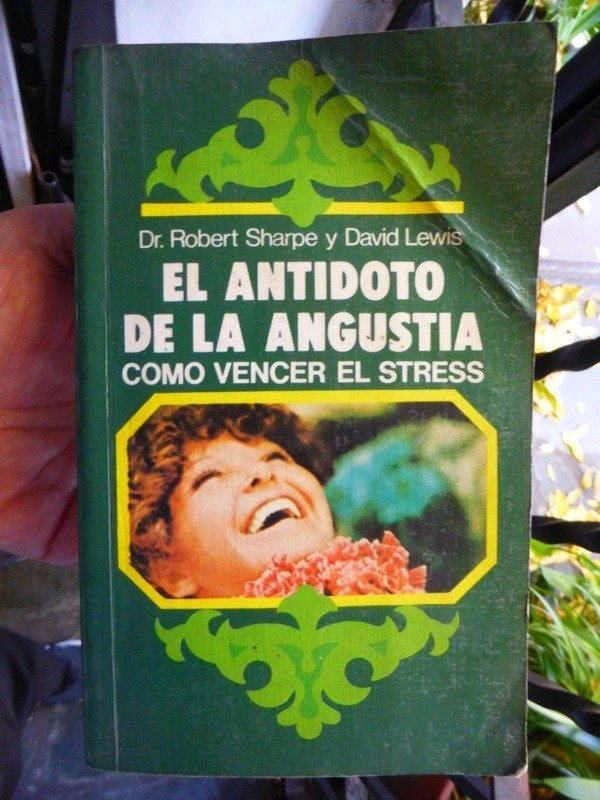 Dr. Robert Sharpe y David Lewis
EL ANTIDOTO
DE LA ANGUSTIA
COMO VENCER EL STRESS